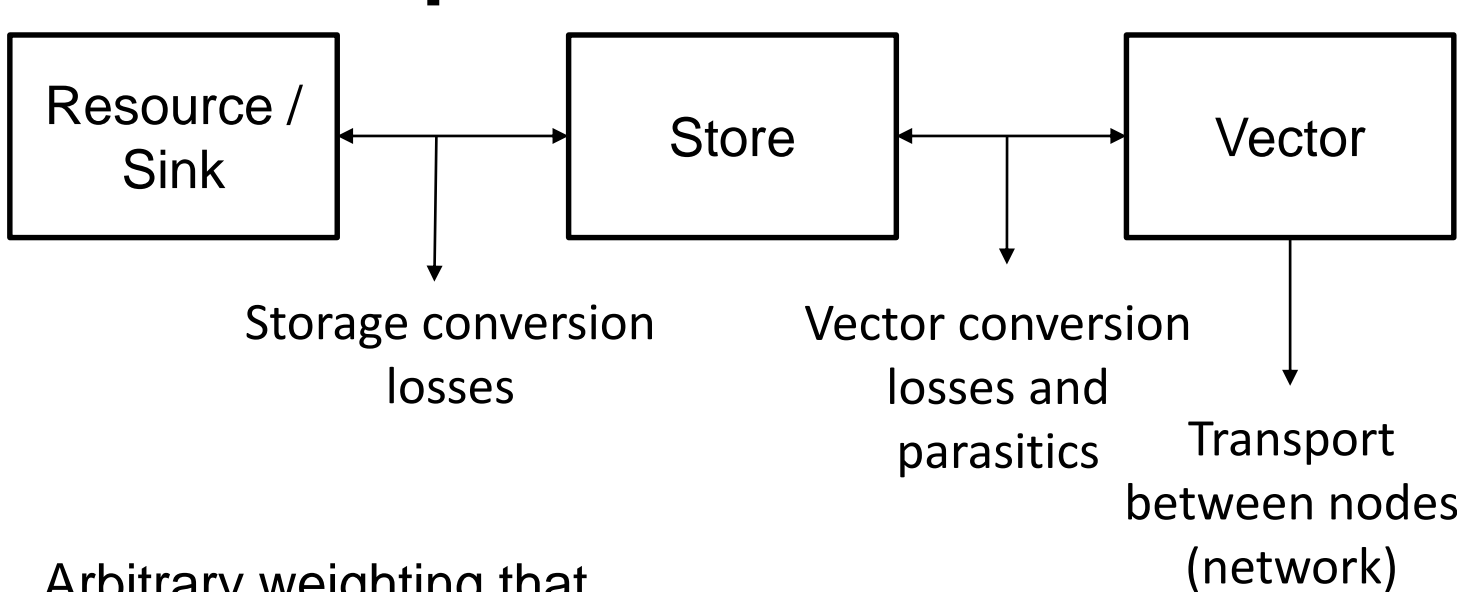 Resource /
Sink
Store
Vector
Storage conversion
losses
Vector conversion
losses and
parasitics
Transport
between nodes
(network)
Arbitrary weighting that